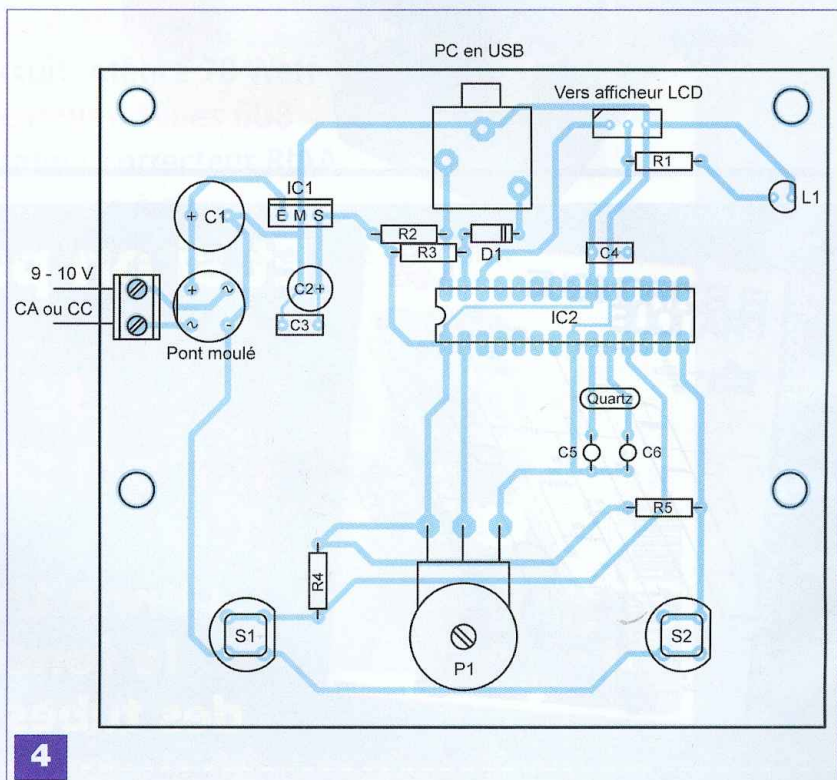 PC en USB
Vers afficheur LCD
R1
L1
IC1
+ C1
E M S
R2
R3
D1
C4
9 - 10 V
CA ou CC
+ ~
~ -
C2 +
C3
IC2
Pont moulé
Quartz
C5
C6
R5
R4
S1
P1
S2
4